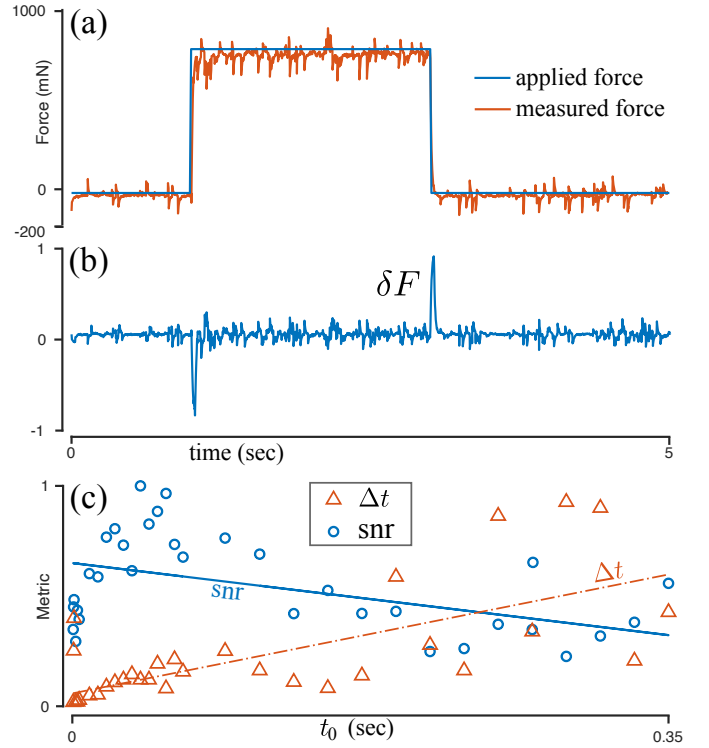 (a)
1000
Force (mN)
0
-200
applied force
measured force
(b)
1
δF
0
-1
0
time (sec)
5
(c)
1
Δt
snr
Metric
snr
Δt
0
0
t₀ (sec)
0.35